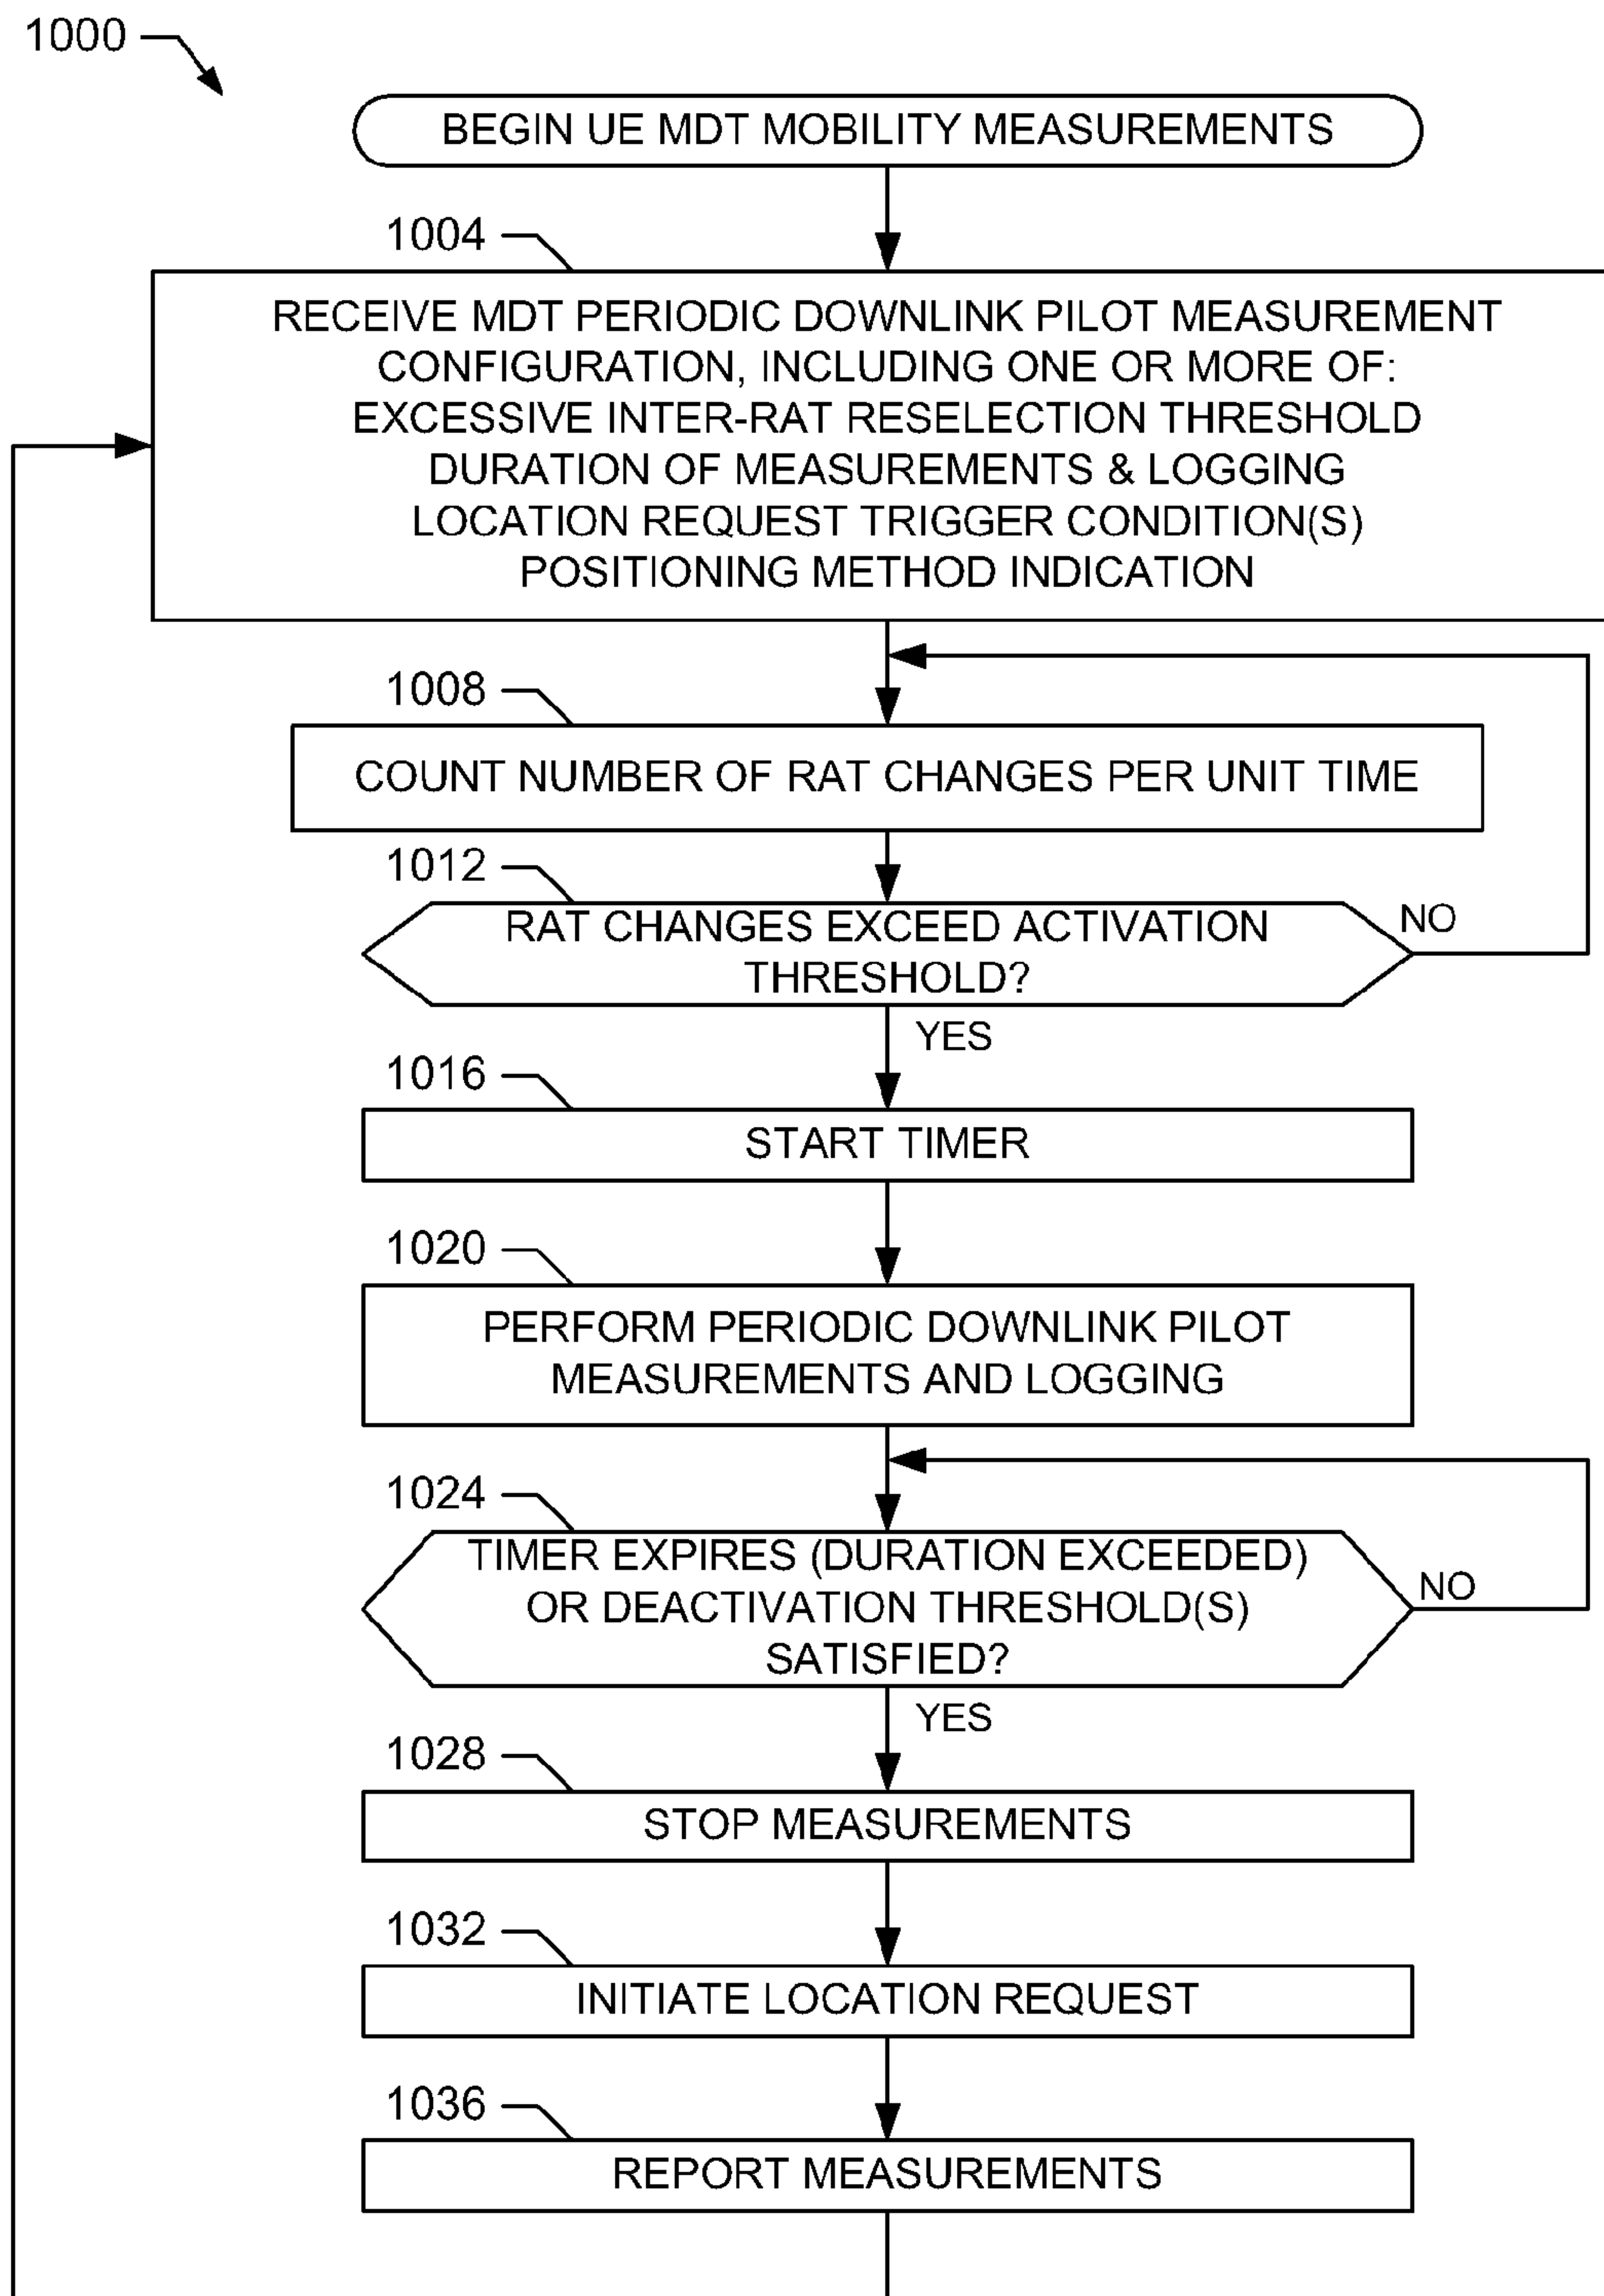 1000
BEGIN UE MDT MOBILITY MEASUREMENTS
1004
RECEIVE MDT PERIODIC DOWNLINK PILOT MEASUREMENT
CONFIGURATION, INCLUDING ONE OR MORE OF:
EXCESSIVE INTER-RAT RESELECTION THRESHOLD
DURATION OF MEASUREMENTS & LOGGING
LOCATION REQUEST TRIGGER CONDITION(S)
POSITIONING METHOD INDICATION
1008
COUNT NUMBER OF RAT CHANGES PER UNIT TIME
1012
RAT CHANGES EXCEED ACTIVATION
THRESHOLD?
NO
YES
1016
START TIMER
1020
PERFORM PERIODIC DOWNLINK PILOT
MEASUREMENTS AND LOGGING
1024
TIMER EXPIRES (DURATION EXCEEDED)
OR DEACTIVATION THRESHOLD(S)
SATISFIED?
NO
YES
1028
STOP MEASUREMENTS
1032
INITIATE LOCATION REQUEST
1036
REPORT MEASUREMENTS